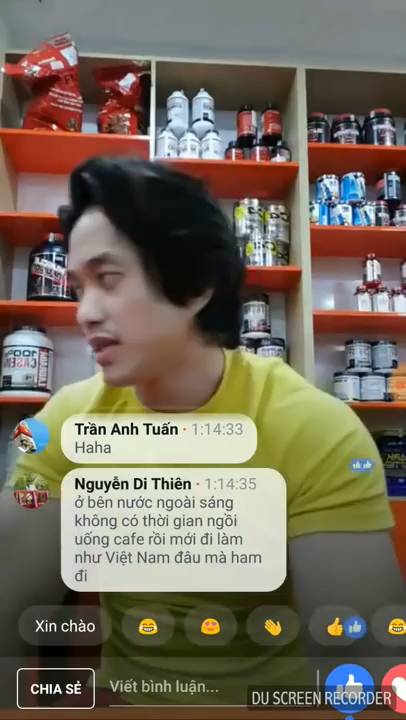 Trần Anh Tuấn · 1:14:33
Haha
Nguyễn Di Thiên · 1:14:35
ở bên nước ngoài sáng
không có thời gian ngồi
uống cafe rồi mới đi làm
như Việt Nam đâu mà ham
đi
Xin chào
CHIA SẺ
Viết bình luận...
DU SCREEN RECORDER